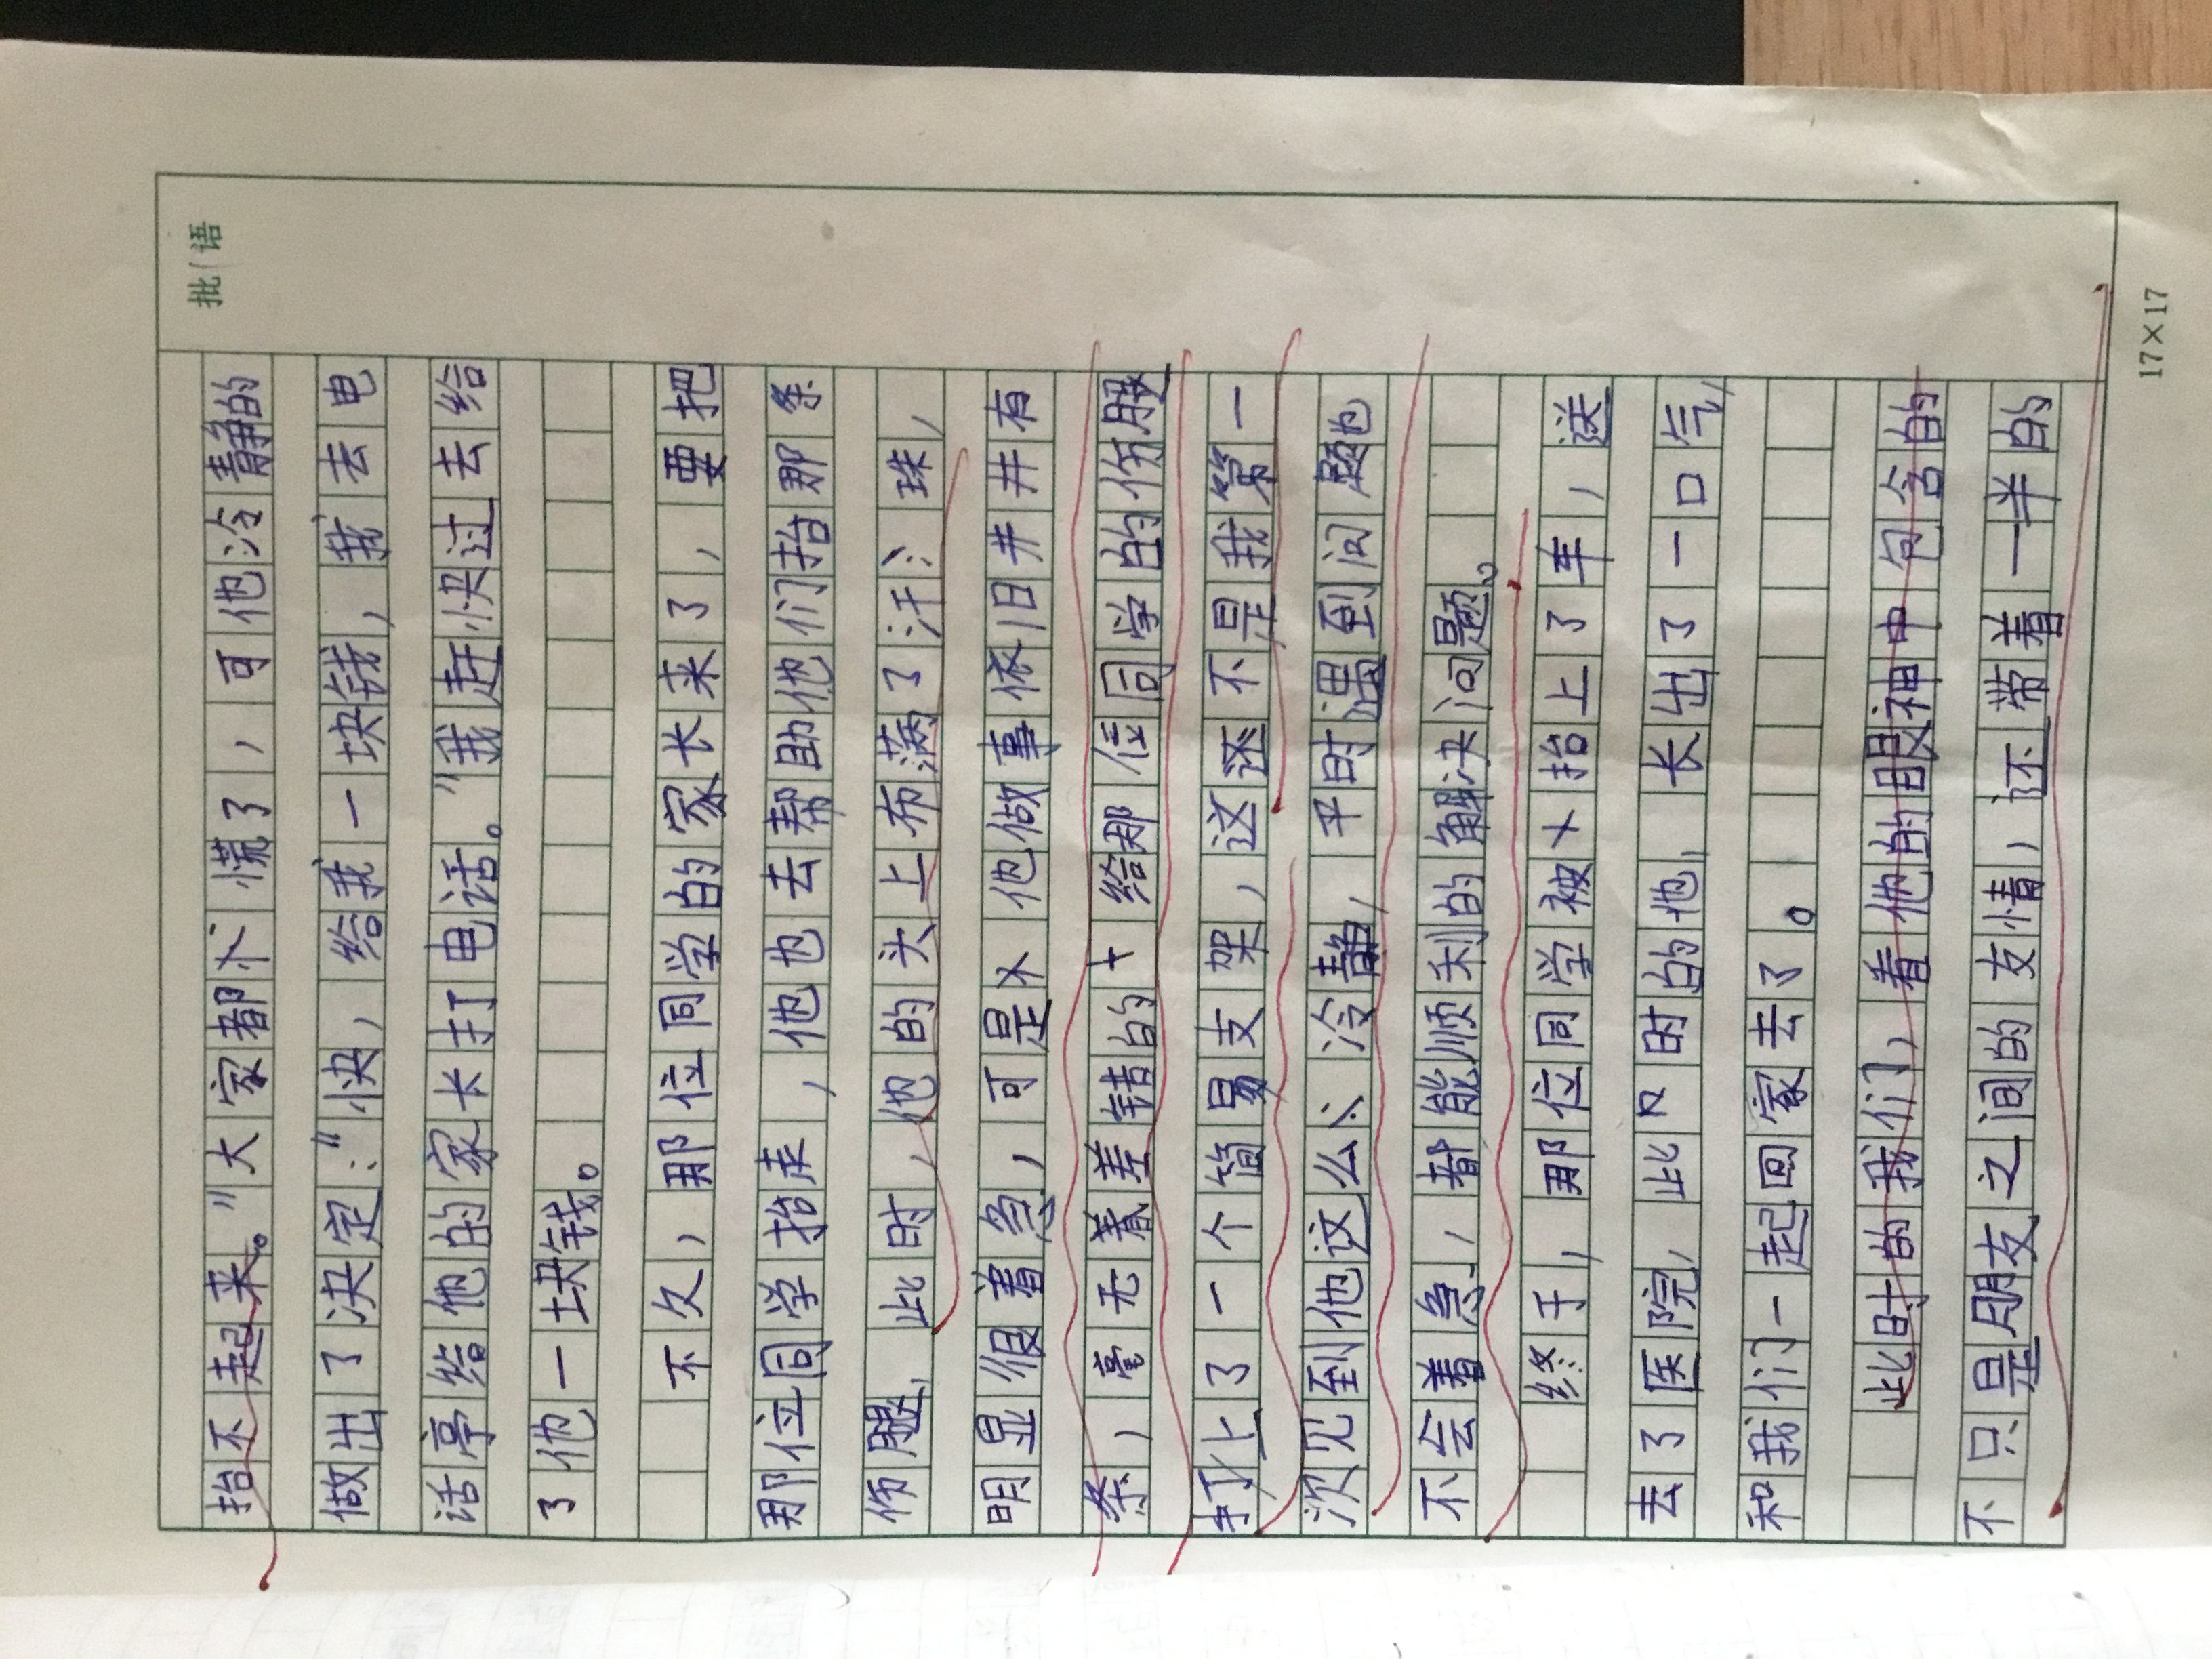 批语
抬不起来。"大家都慌了，可他冷静的
做出了决定："快，给我一块钱，我去电
话亭给他的家长打电话。"我赶快过去给
了他一块钱。
不久，那位同学的家长来了，要把
那位同学抬走，他也去帮助他们抬那条
伤腿，此时，他的头上布满了汗珠，
明显很着急，可是他做事依旧井井有
条，毫无差错的给那位同学的伤腿
打上了一个简易支架，这还不是我第一
次见到他这么冷静，平时遇到问题也
不会着急，都能顺利的解决问题。
终于，那位同学被抬上了车，送
去了医院，此时的他，长出了一口气，
和我们一起回家去了。
此时的我们，看他的眼神中包含的
不只是朋友之间的友情，还带着一半的
17×17